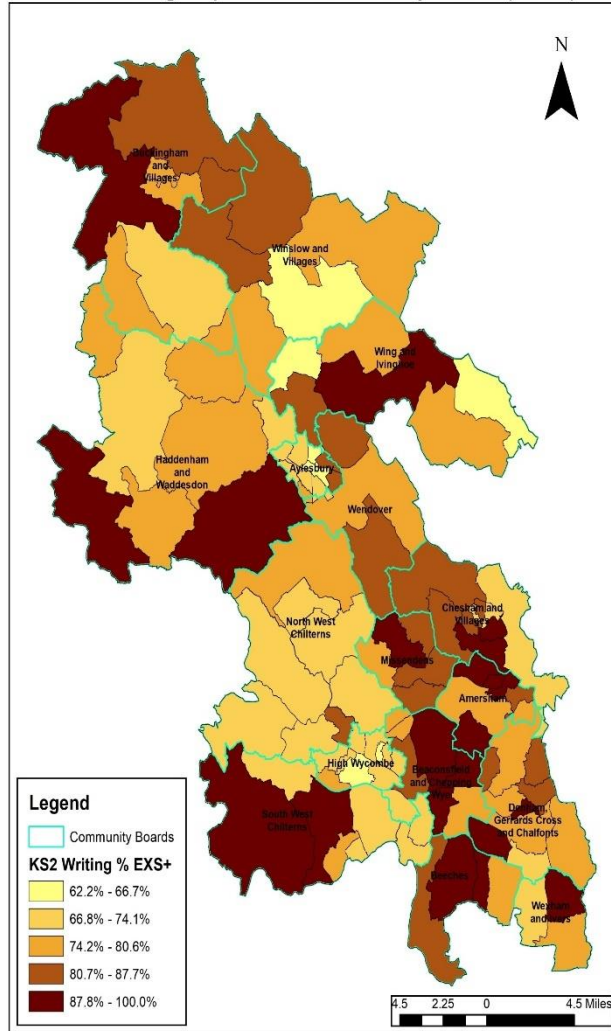 N
Buckingham
and
Villages
Winslow and
Villages
Wing and
Ivinghoe
Haddenham
and
Waddesdon
Aylesbury
Wendover
North West
Chilterns
Chesham and
Villages
Missendens
Amersham
High Wycombe
Beaconsfield
and Chepping
Wye
South West
Chilterns
Denham,
Gerrards Cross
and Chalfonts
Beeches
Wexham
and Ivers
Legend
Community Boards
KS2 Writing % EXS+
62.2% - 66.7%
66.8% - 74.1%
74.2% - 80.6%
80.7% - 87.7%
87.8% - 100.0%
4.5 2.25 0 4.5 Miles